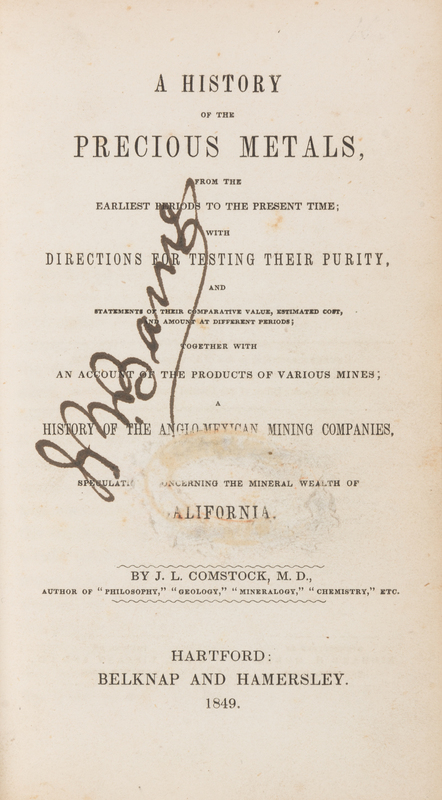 A HISTORY
OF THE
PRECIOUS METALS,
FROM THE
EARLIEST PERIODS TO THE PRESENT TIME;
WITH
DIRECTIONS FOR TESTING THEIR PURITY,
AND
STATEMENTS OF THEIR COMPARATIVE VALUE, ESTIMATED COST,
AND AMOUNT AT DIFFERENT PERIODS;
TOGETHER WITH
AN ACCOUNT OF THE PRODUCTS OF VARIOUS MINES;
A
HISTORY OF THE ANGLO-MEXICAN MINING COMPANIES,
SPECULATI ONCERNING THE MINERAL WEALTH OF
ALIFORNIA.
BY J. L. COMSTOCK, M. D.,
AUTHOR OF "PHILOSOPHY," "GEOLOGY," "MINERALOGY," "CHEMISTRY," ETC.
HARTFORD:
BELKNAP AND HAMERSLEY.
1849.